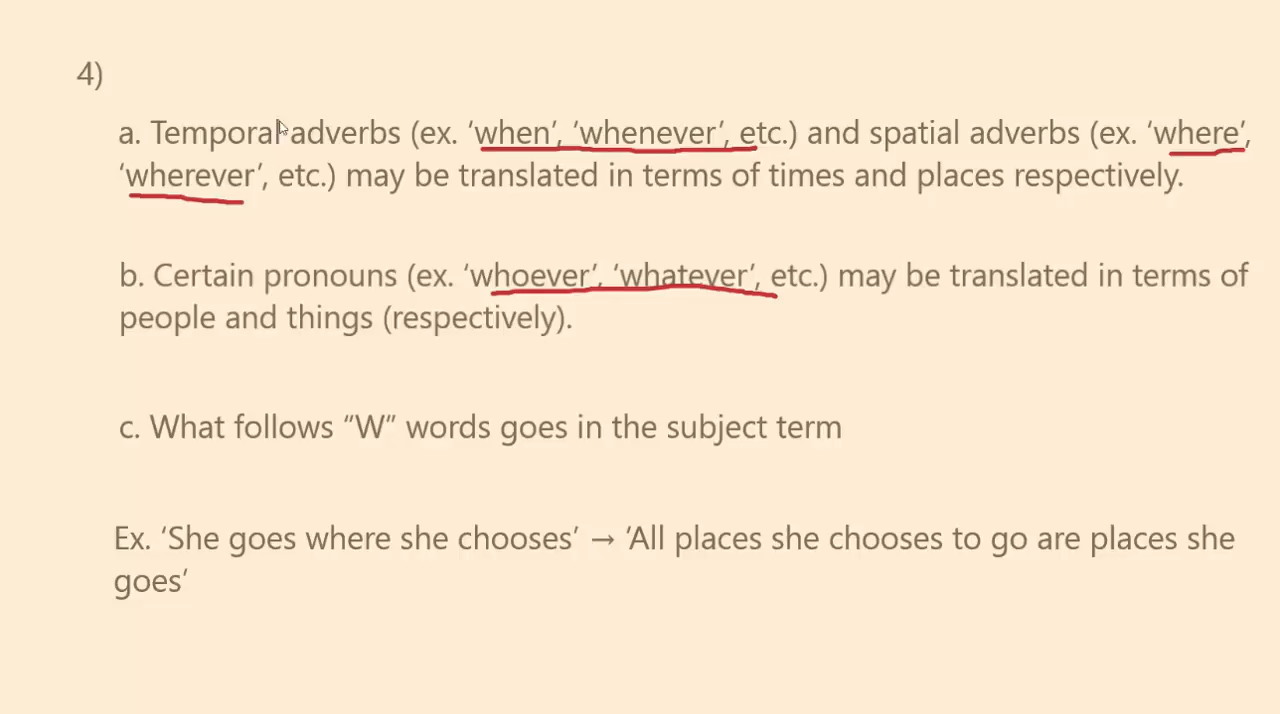 4)
a. Temporal adverbs (ex. ‘when’, ‘whenever’, etc.) and spatial adverbs (ex. ‘where’,
‘wherever’, etc.) may be translated in terms of times and places respectively.
b. Certain pronouns (ex. ‘whoever’, ‘whatever’, etc.) may be translated in terms of
people and things (respectively).
c. What follows “W” words goes in the subject term
Ex. ‘She goes where she chooses’ → ‘All places she chooses to go are places she
goes’